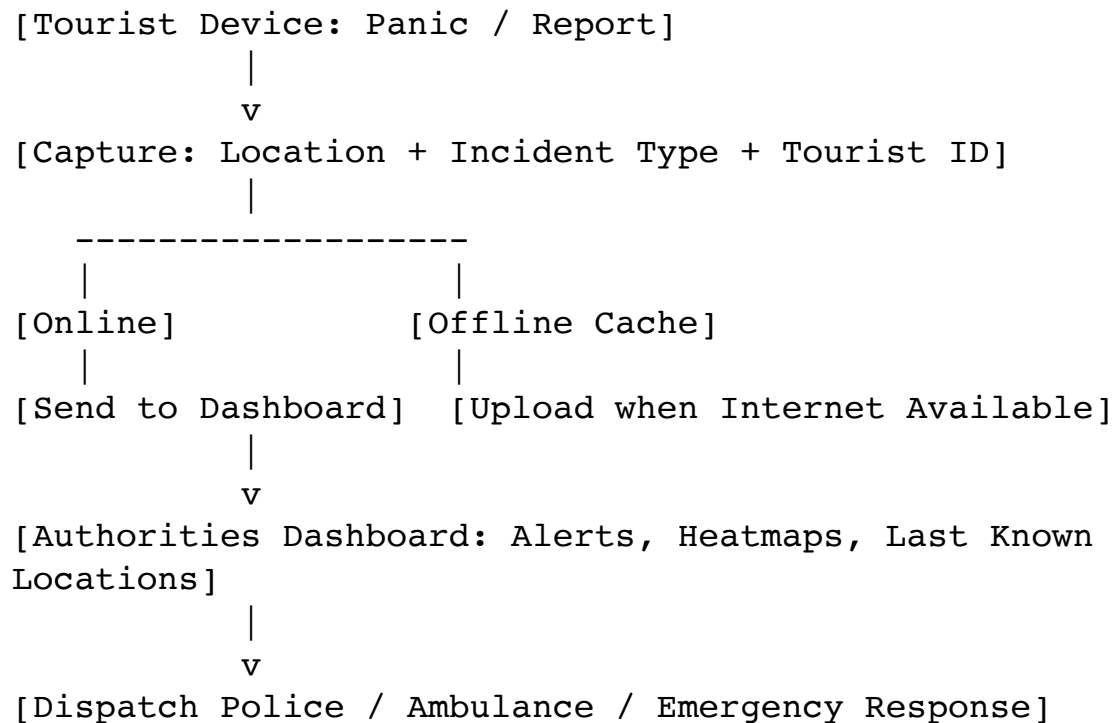 [Tourist Device: Panic / Report]
|
v
[Capture: Location + Incident Type + Tourist ID]
|
-------------------
| |
[Online] [Offline Cache]
| |
[Send to Dashboard] [Upload when Internet Available]
|
v
[Authorities Dashboard: Alerts, Heatmaps, Last Known
Locations]
|
v
[Dispatch Police / Ambulance / Emergency Response]